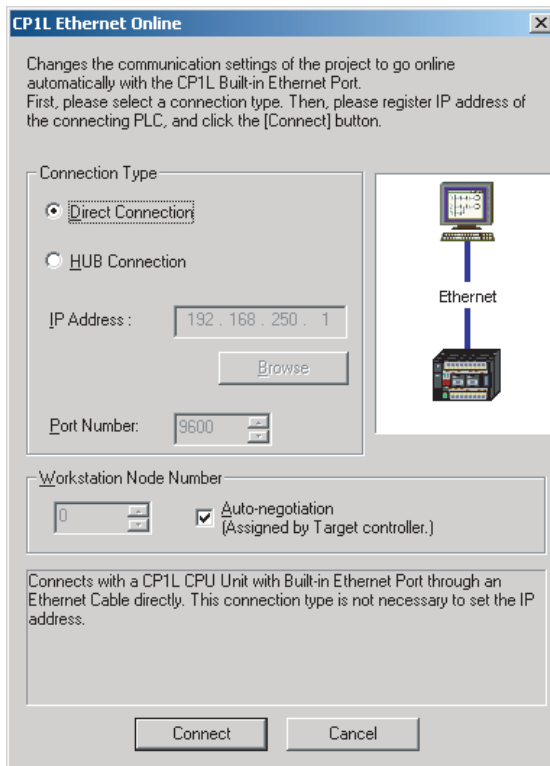 CP1L Ethernet Online
Changes the communication settings of the project to go online
automatically with the CP1L Built-in Ethernet Port.
First, please select a connection type. Then, please register IP address of
the connecting PLC, and click the [Connect] button.
Connection Type
Direct Connection
HUB Connection
IP Address :
192 . 168 . 250 . 1
Browse
Port Number:
9600
Ethernet
Workstation Node Number
0
Auto-negotiation
(Assigned by Target controller.)
Connects with a CP1L CPU Unit with Built-in Ethernet Port through an
Ethernet Cable directly. This connection type is not necessary to set the IP
address.
Connect
Cancel